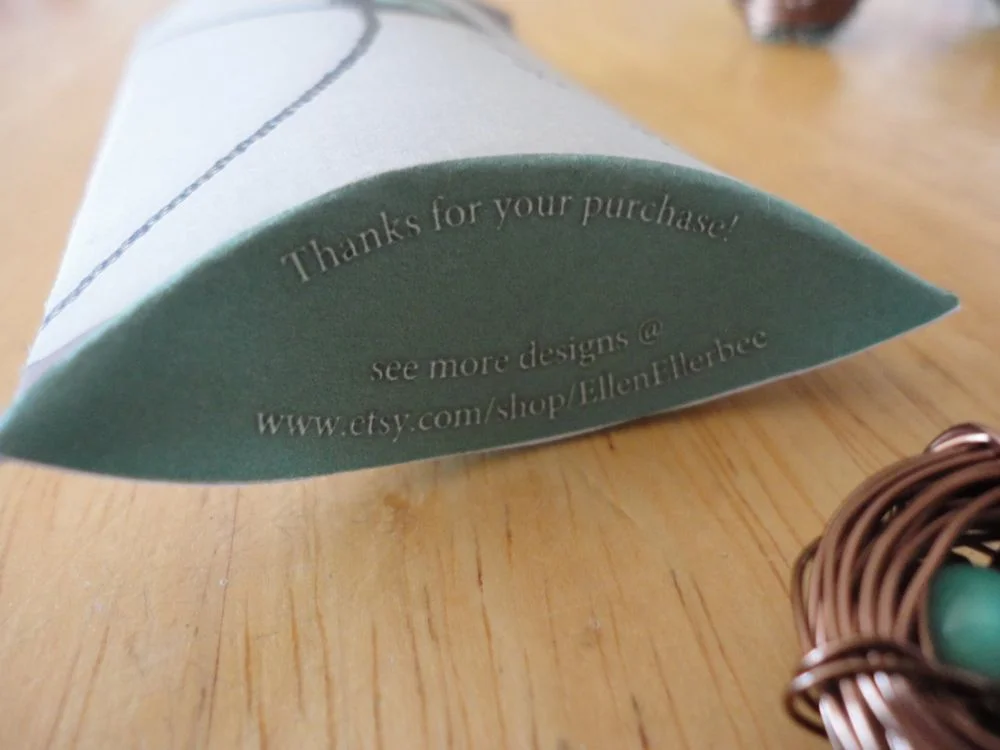 Thanks for your purchase!
see more designs @
www.etsy.com/shop/EllenEllerbee